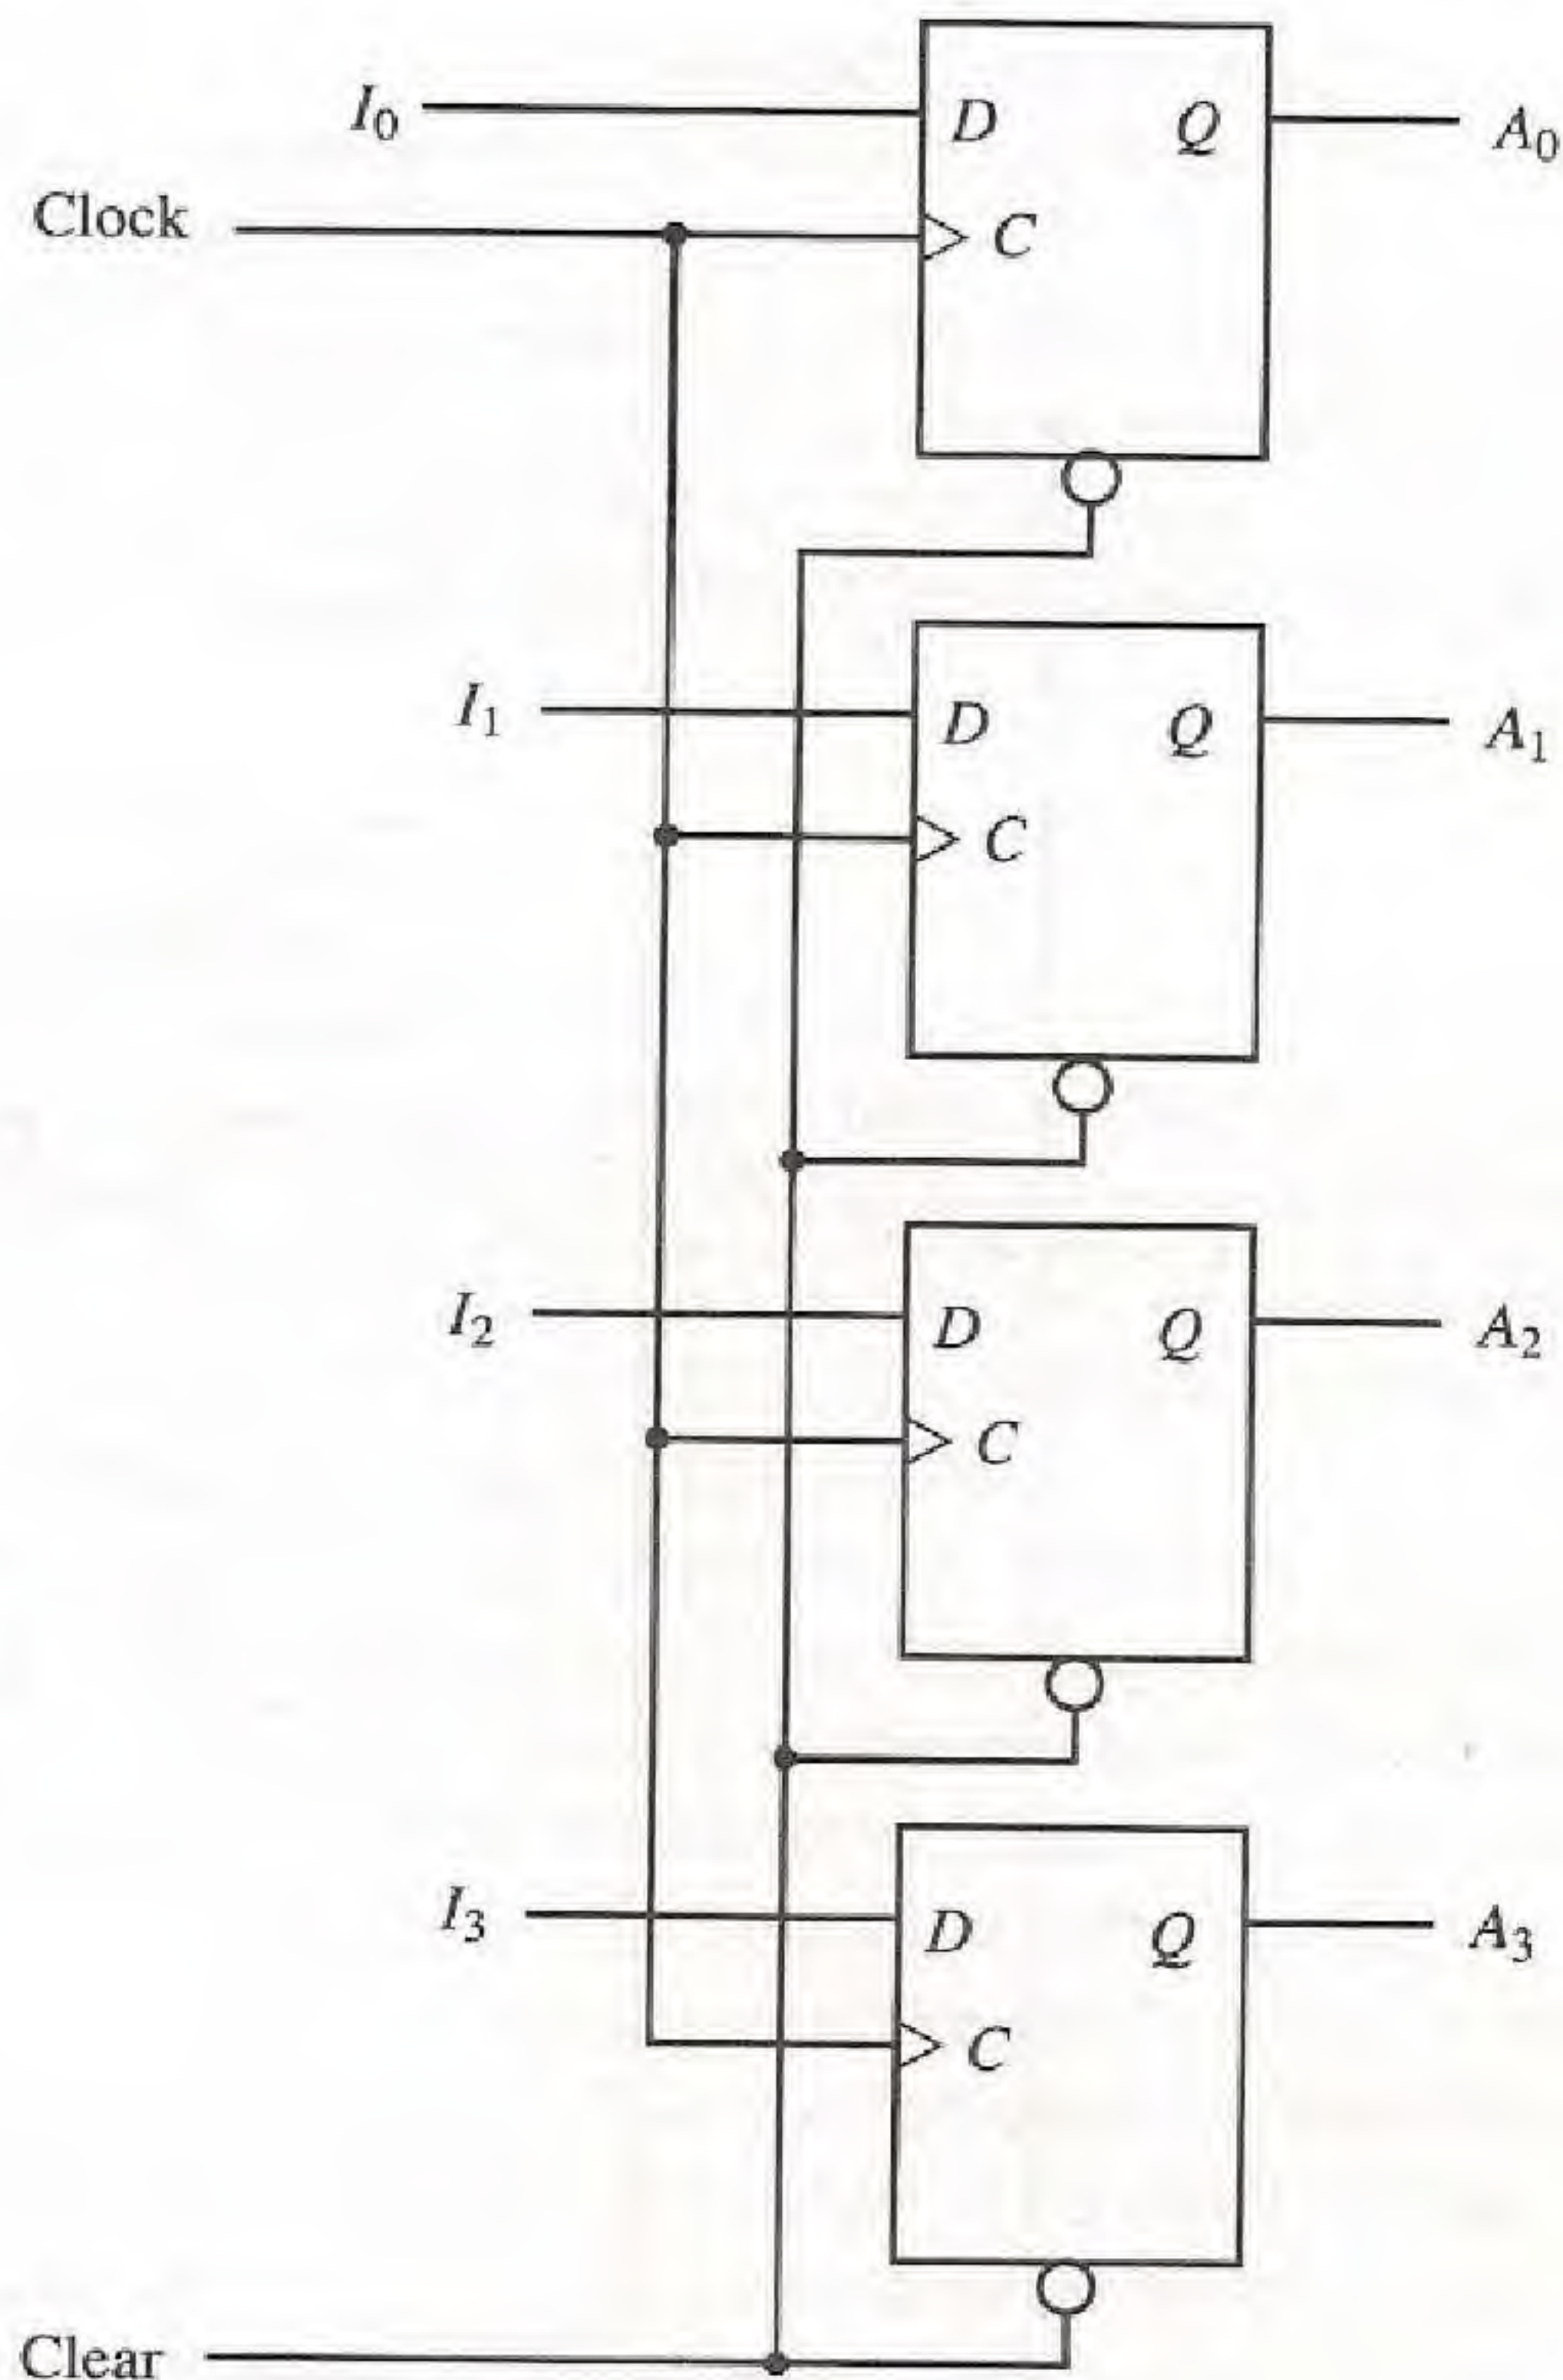 I₀ D Q A₀
Clock C
I₁ D Q A₁
C
I₂ D Q A₂
C
I₃ D Q A₃
C
Clear